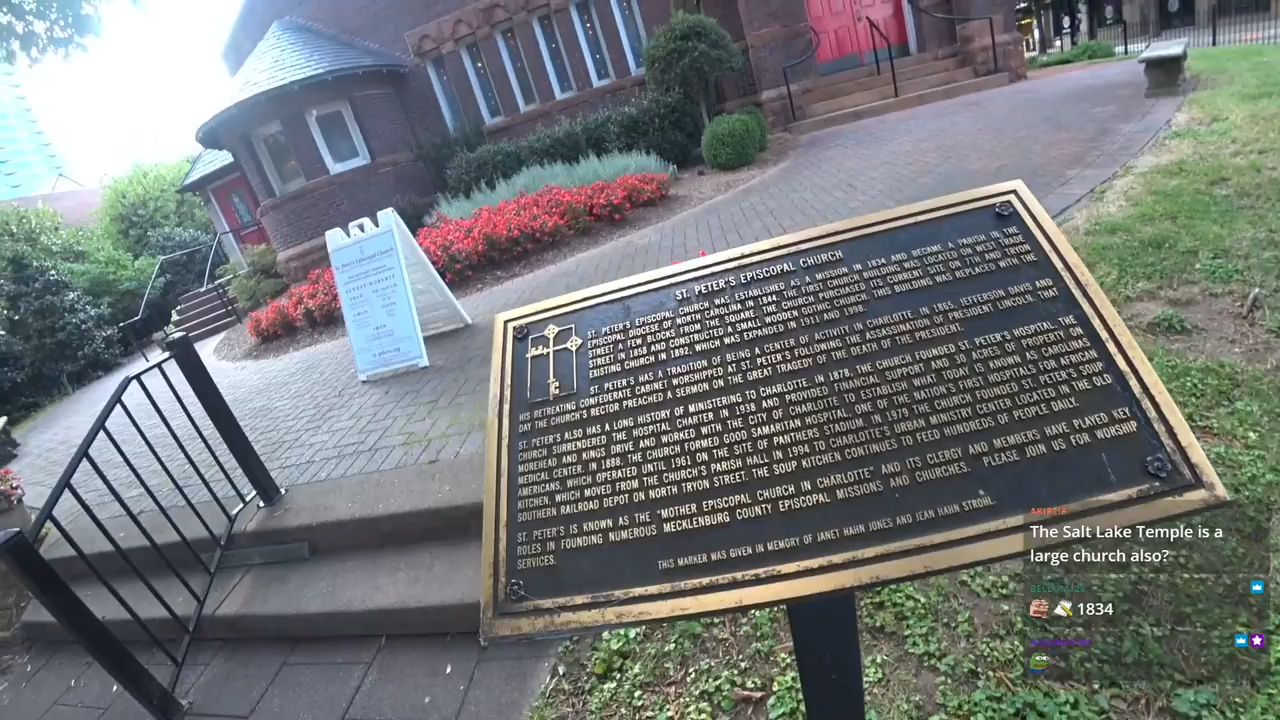 ST. PETER'S EPISCOPAL CHURCH
ST. PETER'S EPISCOPAL CHURCH WAS ESTABLISHED AS A MISSION IN 1834 AND BECAME A PARISH IN THE
EPISCOPAL DIOCESE OF NORTH CAROLINA IN 1844. THE FIRST CHURCH BUILDING WAS LOCATED ON WEST TRADE
STREET A FEW BLOCKS FROM THE SQUARE. THE CHURCH PURCHASED ITS CURRENT SITE ON 7TH AND TRYON
STREET IN 1858 AND CONSTRUCTED A SMALL WOODEN GOTHIC CHURCH. THIS BUILDING WAS REPLACED WITH THE
EXISTING CHURCH IN 1892, WHICH WAS EXPANDED IN 1911 AND 1998.
ST. PETER'S HAS A TRADITION OF BEING A CENTER OF ACTIVITY IN CHARLOTTE. IN 1865, JEFFERSON DAVIS AND
HIS RETREATING CONFEDERATE CABINET WORSHIPPED AT ST. PETER'S FOLLOWING THE ASSASSINATION OF PRESIDENT LINCOLN. THAT
DAY THE CHURCH'S RECTOR PREACHED A SERMON ON THE GREAT TRAGEDY OF THE DEATH OF THE PRESIDENT.
ST. PETER'S ALSO HAS A LONG HISTORY OF MINISTERING TO CHARLOTTE. IN 1878, THE CHURCH FOUNDED ST. PETER'S HOSPITAL. THE
CHURCH SURRENDERED THE HOSPITAL CHARTER IN 1938 AND PROVIDED FINANCIAL SUPPORT AND 30 ACRES OF PROPERTY ON
MOREHEAD AND KINGS DRIVE AND WORKED WITH THE CITY OF CHARLOTTE TO ESTABLISH WHAT TODAY IS KNOWN AS CAROLINAS
MEDICAL CENTER. IN 1888, THE CHURCH FORMED GOOD SAMARITAN HOSPITAL, ONE OF THE NATION'S FIRST HOSPITALS FOR AFRICAN
AMERICANS, WHICH OPERATED UNTIL 1961 ON THE SITE OF PANTHERS STADIUM. IN 1979 THE CHURCH FOUNDED ST. PETER'S SOUP
KITCHEN, WHICH MOVED FROM THE CHURCH'S PARISH HALL IN 1994 TO CHARLOTTE'S URBAN MINISTRY CENTER LOCATED IN THE OLD
SOUTHERN RAILROAD DEPOT ON NORTH TRYON STREET. THE SOUP KITCHEN CONTINUES TO FEED HUNDREDS OF PEOPLE DAILY.
ST. PETER'S IS KNOWN AS THE "MOTHER EPISCOPAL CHURCH IN CHARLOTTE" AND ITS CLERGY AND MEMBERS HAVE PLAYED KEY
ROLES IN FOUNDING NUMEROUS MECKLENBURG COUNTY EPISCOPAL MISSIONS AND CHURCHES. PLEASE JOIN US FOR WORSHIP
SERVICES.
THIS MARKER WAS GIVEN IN MEMORY OF JANET HAHN JONES AND JEAN HAHN STROHL.
St. Peter's Episcopal Church
SUNDAY WORSHIP
The Salt Lake Temple is a
large church also?
1834